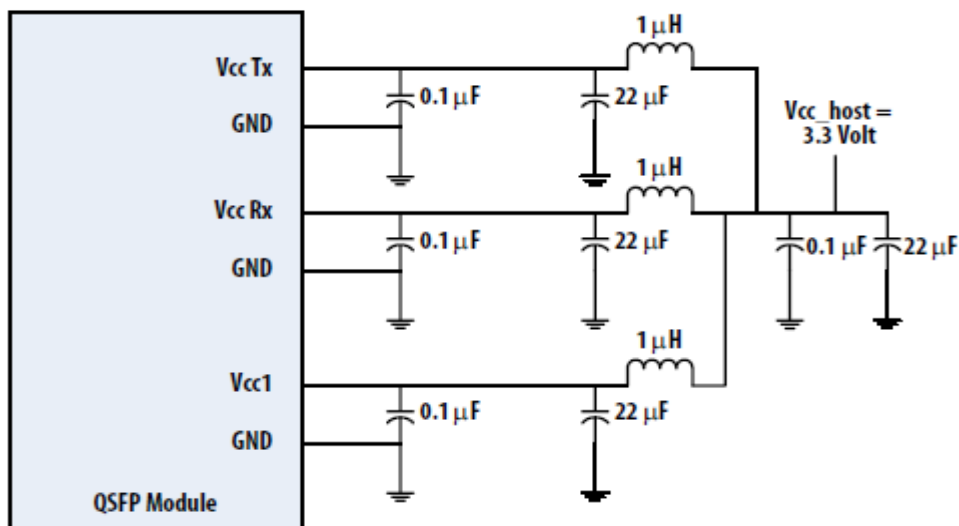 1 μH
Vcc Tx
0.1 μF
22 μF
GND
Vcc_host =
3.3 Volt
1 μH
Vcc Rx
0.1 μF
22 μF
0.1 μF
22 μF
GND
1 μH
Vcc1
0.1 μF
22 μF
GND
QSFP Module